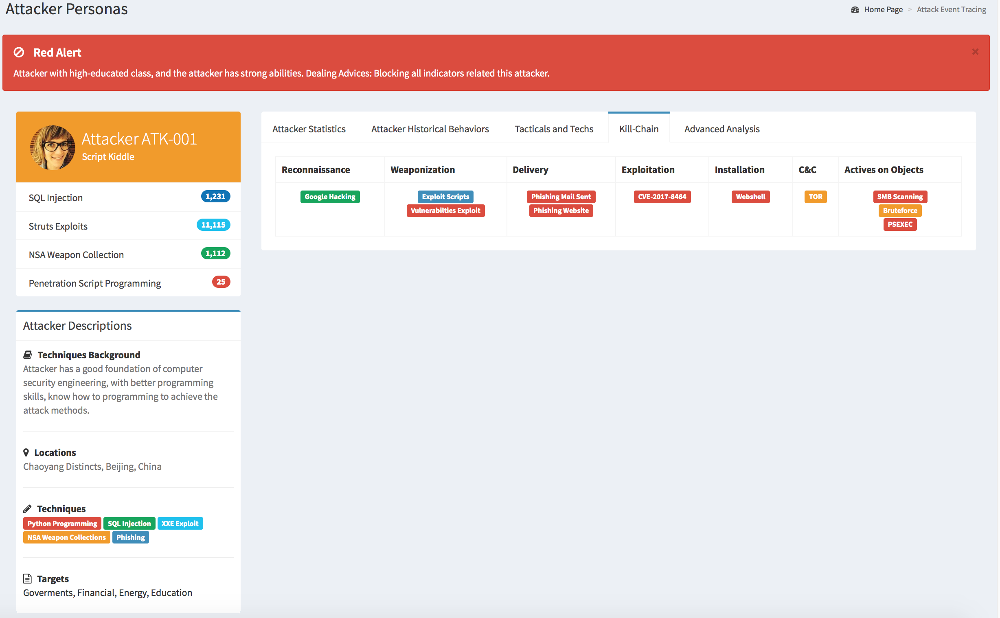 Attacker Personas
Home Page > Attack Event Tracing
Red Alert
×
Attacker with high-educated class, and the attacker has strong abilities. Dealing Advices: Blocking all indicators related this attacker.
Attacker ATK-001
Script Kiddle
SQL Injection 1,231
Struts Exploits 11,115
NSA Weapon Collection 1,112
Penetration Script Programming 25
Attacker Descriptions
Techniques Background
Attacker has a good foundation of computer
security engineering, with better programming
skills, know how to programming to achieve the
attack methods.
Locations
Chaoyang Distincts, Beijing, China
Techniques
Python Programming SQL Injection XXE Exploit
NSA Weapon Collections Phishing
Targets
Goverments, Financial, Energy, Education
Attacker Statistics Attacker Historical Behaviors Tacticals and Techs Kill-Chain Advanced Analysis
Reconnaissance Weaponization Delivery Exploitation Installation C&C Actives on Objects
Google Hacking Exploit Scripts Phishing Mail Sent CVE-2017-8464 Webshell TOR SMB Scanning
Vulnerabilties Exploit Phishing Website Bruteforce
PSEXEC